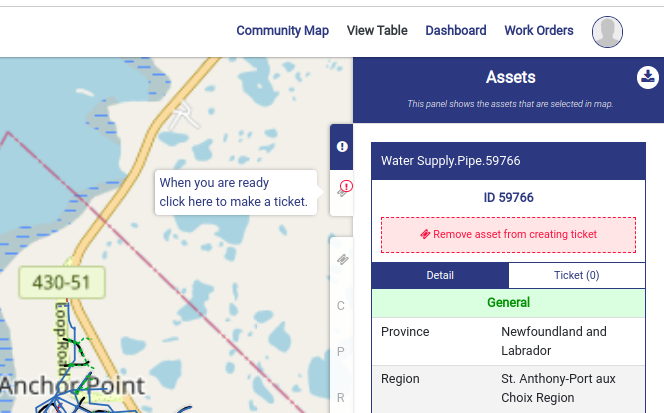 Community Map View Table Dashboard Work Orders
Assets
This panel shows the assets that are selected in map.
Water Supply.Pipe.59766
ID 59766
Remove asset from creating ticket
Detail Ticket (0)
General
Province Newfoundland and
Labrador
Region St. Anthony-Port aux
Choix Region
When you are ready
click here to make a ticket.
C
P
R
430-51
Loop Road
Anchor Point